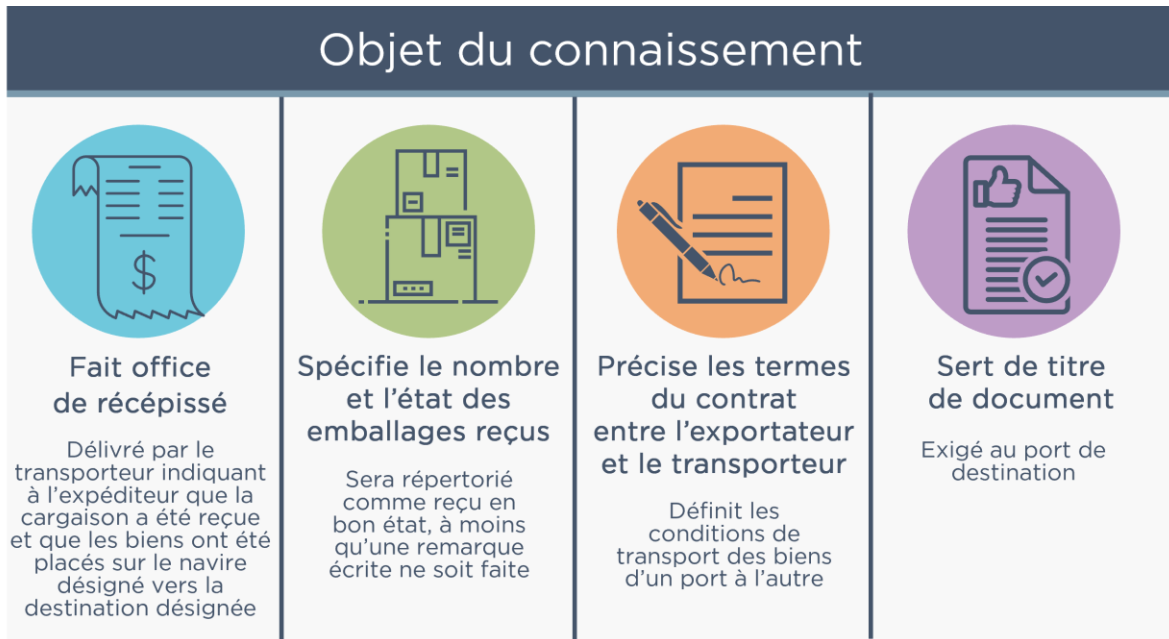 Objet du connaissement
Fait office
de récépissé
Délivré par le
transporteur indiquant
à l'expéditeur que la
cargaison a été reçue
et que les biens ont été
placés sur le navire
désigné vers la
destination désignée
Spécifie le nombre
et l'état des
emballages reçus
Sera répertorié
comme reçu en
bon état, à moins
qu'une remarque
écrite ne soit faite
Précise les termes
du contrat
entre l'exportateur
et le transporteur
Définit les
conditions de
transport des biens
d'un port à l'autre
Sert de titre
de document
Exigé au port de
destination